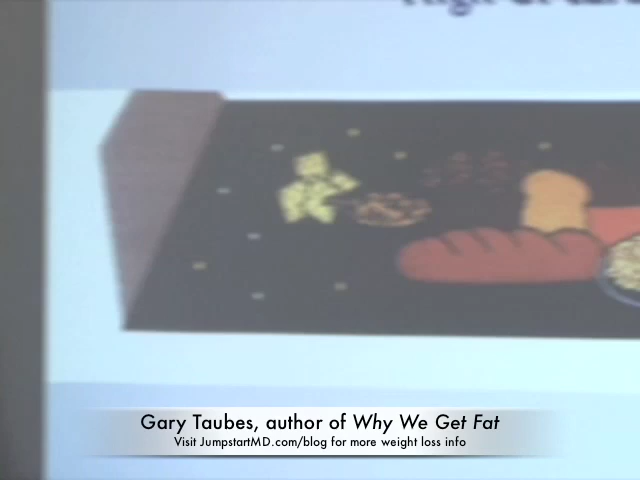 Gary Taubes, author of Why We Get Fat
Visit JumpstartMD.com/blog for more weight loss info